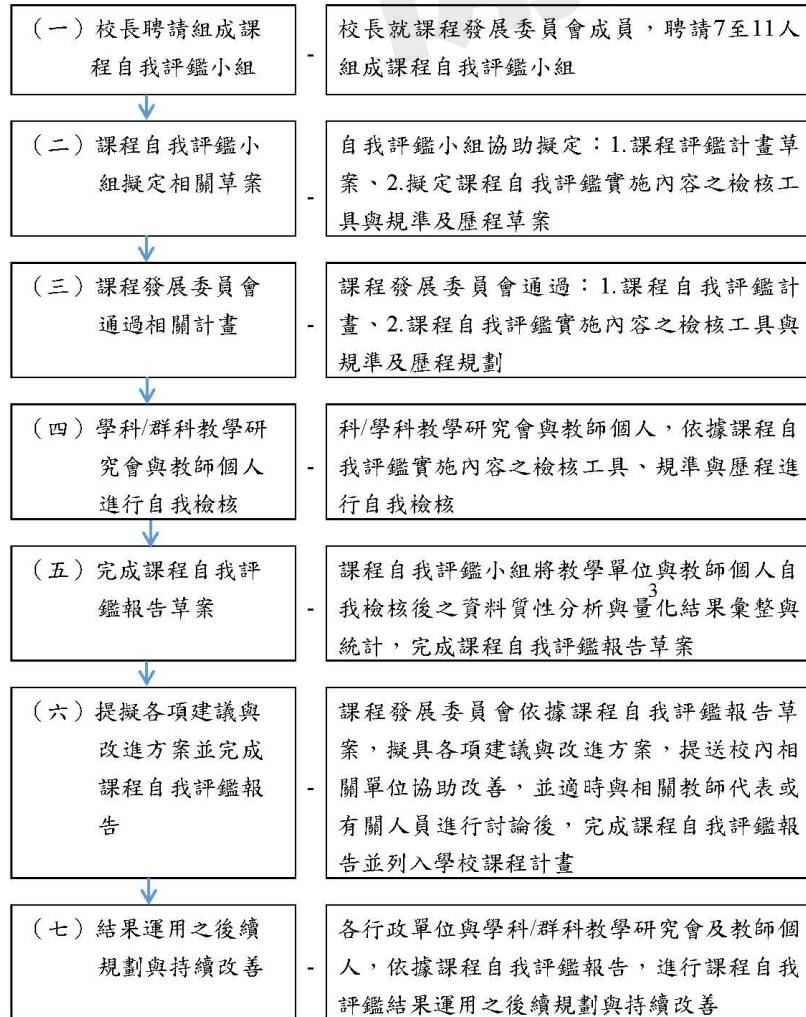 （一）校長聘請組成課
程自我評鑑小組
-
校長就課程發展委員會成員，聘請7至11人
組成課程自我評鑑小組
（二）課程自我評鑑小
組擬定相關草案
-
自我評鑑小組協助擬定：1.課程評鑑計畫草
案、2.擬定課程自我評鑑實施內容之檢核工
具與規準及歷程草案
（三）課程發展委員會
通過相關計畫
-
課程發展委員會通過：1.課程自我評鑑計
畫、2.課程自我評鑑實施內容之檢核工具與
規準及歷程規劃
（四）學科/群科教學研
究會與教師個人
進行自我檢核
-
科/學科教學研究會與教師個人，依據課程自
我評鑑實施內容之檢核工具、規準與歷程進
行自我檢核
（五）完成課程自我評
鑑報告草案
-
課程自我評鑑小組將教學單位與教師個人自
我檢核後之資料質性分析與量化結果彙整與
3
統計，完成課程自我評鑑報告草案
（六）提擬各項建議與
改進方案並完成
課程自我評鑑報
告
-
課程發展委員會依據課程自我評鑑報告草
案，擬具各項建議與改進方案，提送校內相
關單位協助改善，並適時與相關教師代表或
有關人員進行討論後，完成課程自我評鑑報
告並列入學校課程計畫
（七）結果運用之後續
規劃與持續改善
-
各行政單位與學科/群科教學研究會及教師個
人，依據課程自我評鑑報告，進行課程自我
評鑑結果運用之後續規劃與持續改善